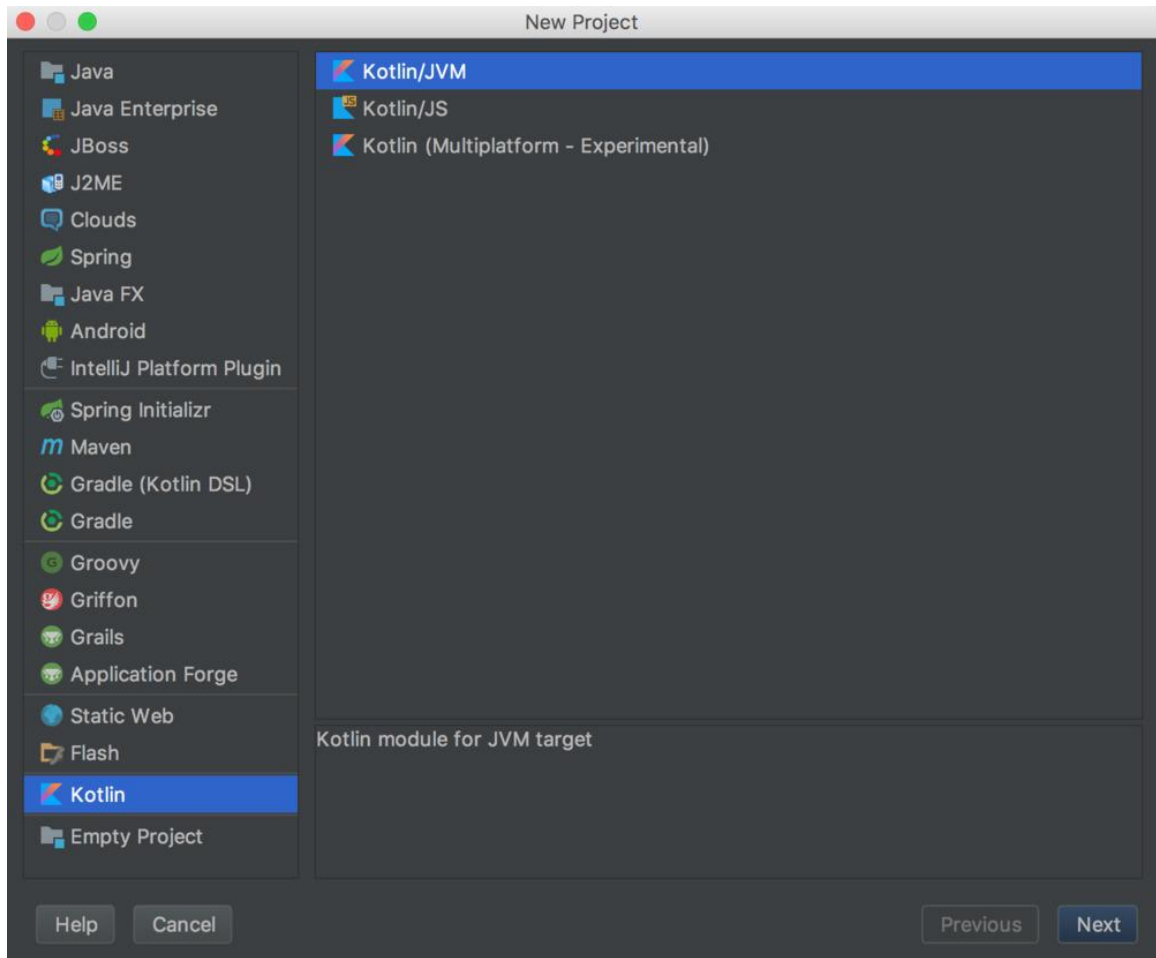 New Project
Java
Java Enterprise
JBoss
J2ME
Clouds
Spring
Java FX
Android
IntelliJ Platform Plugin
Spring Initializr
Maven
Gradle (Kotlin DSL)
Gradle
Groovy
Griffon
Grails
Application Forge
Static Web
Flash
Kotlin
Empty Project
Kotlin/JVM
Kotlin/JS
Kotlin (Multiplatform - Experimental)
Kotlin module for JVM target
Help Cancel Previous Next